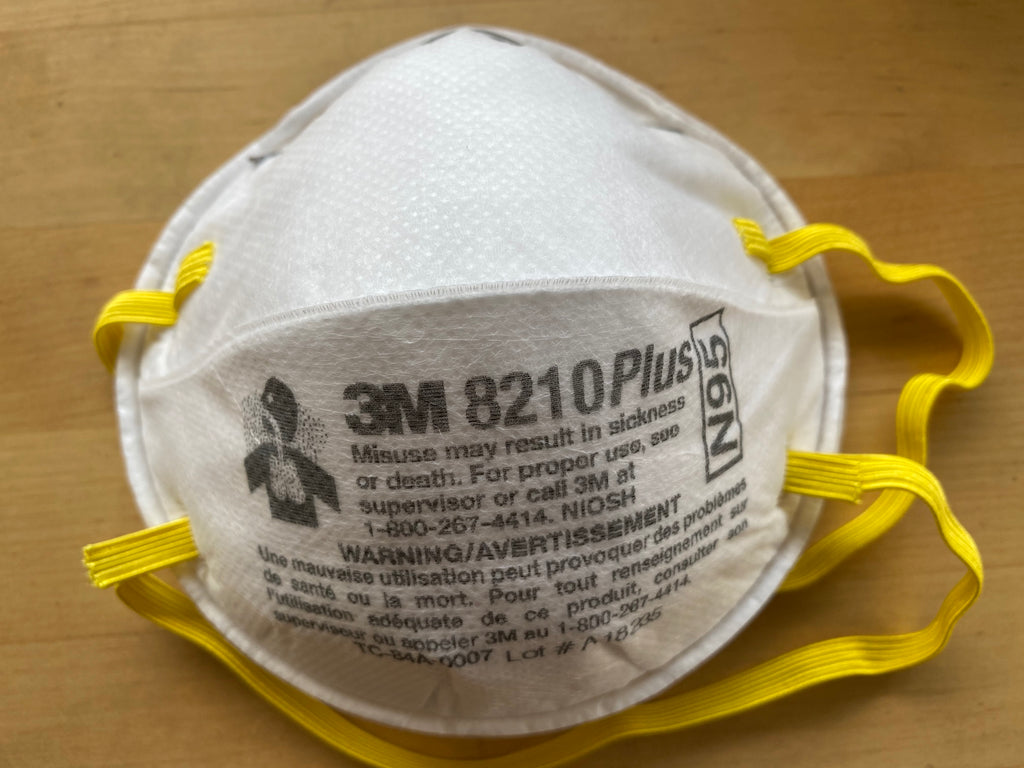 3M 8210Plus
N95
Misuse may result in sickness
or death. For proper use, see
supervisor or call 3M at
1-800-267-4414. NIOSH
WARNING/AVERTISSEMENT
Une mauvaise utilisation peut provoquer des problèmes
de santé ou la mort. Pour tout renseignement sur
l'utilisation adéquate de ce produit, consulter son
superviseur ou appeler 3M au 1-800-267-4414.
TC-84A-0007 Lot # A18235